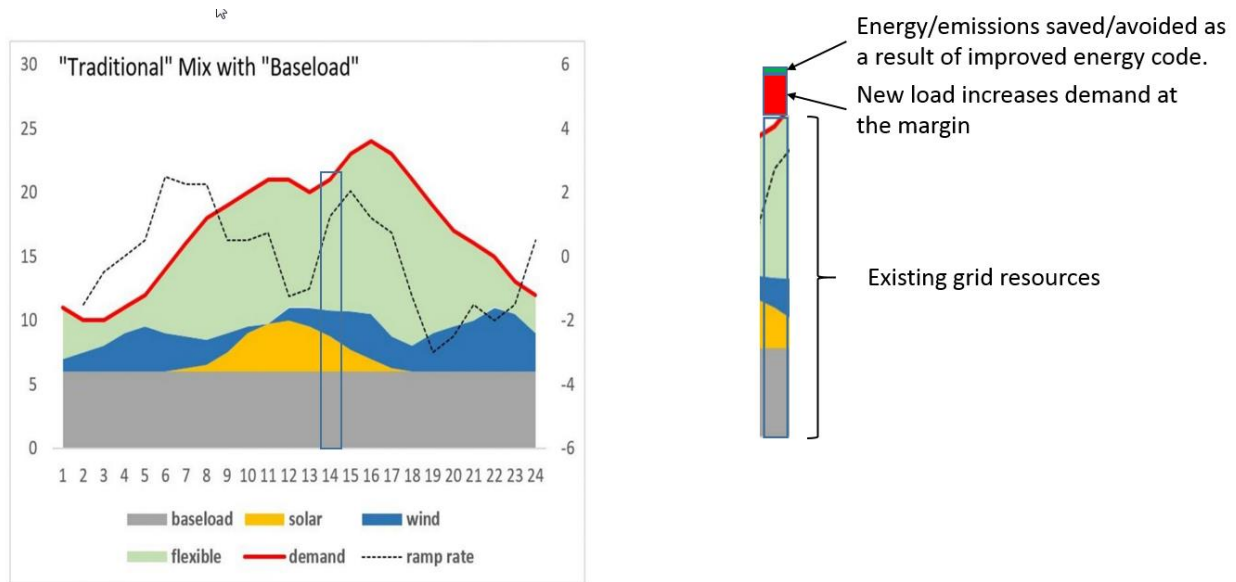 "Traditional" Mix with "Baseload"
30
25
20
15
10
5
0
6
4
2
0
-2
-4
-6
1 2 3 4 5 6 7 8 9 10 11 12 13 14 15 16 17 18 19 20 21 22 23 24
baseload solar wind
flexible demand ramp rate
Energy/emissions saved/avoided as
a result of improved energy code.
New load increases demand at
the margin
Existing grid resources